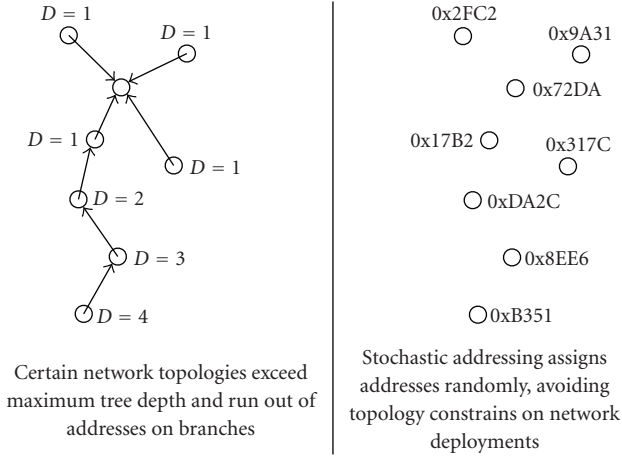 D = 1
D = 1
D = 1
D = 1
D = 2
D = 3
D = 4
Certain network topologies exceed
maximum tree depth and run out of
addresses on branches
0x2FC2
0x9A31
0x72DA
0x17B2
0x317C
0xDA2C
0x8EE6
0xB351
Stochastic addressing assigns
addresses randomly, avoiding
topology constrains on network
deployments